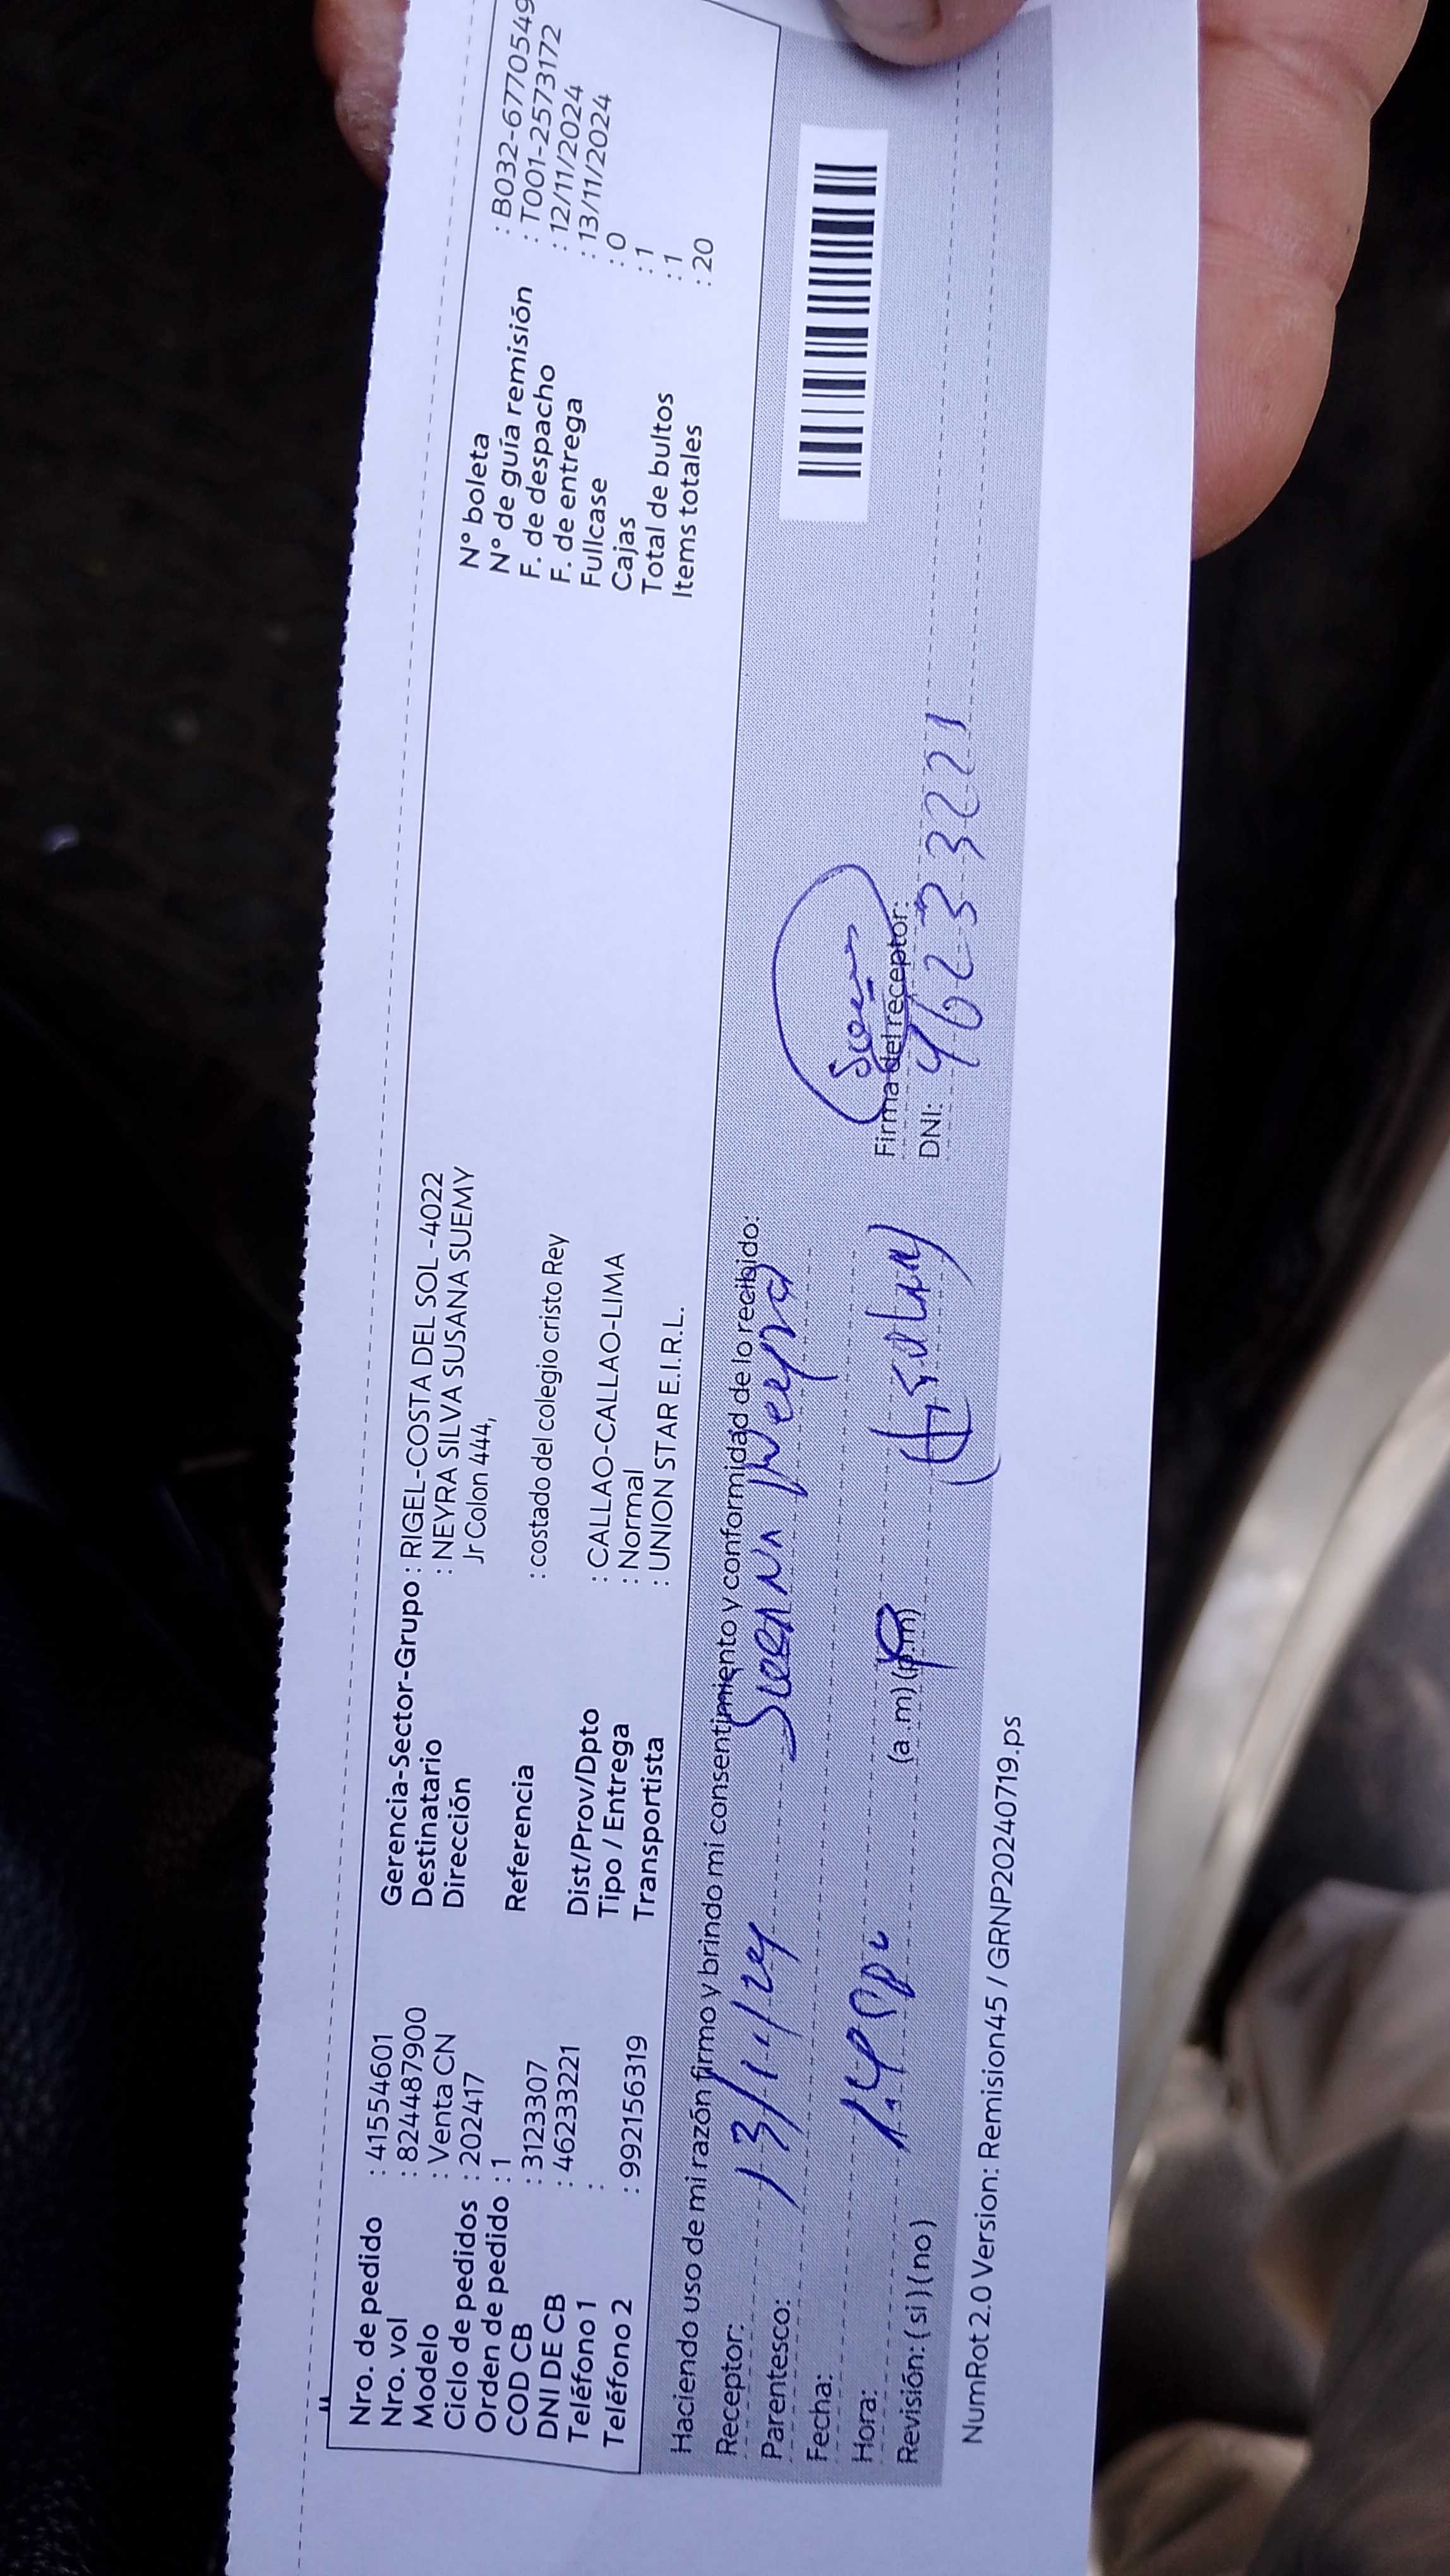 Nro. de pedido : 41554601
Nro. vol : 8244487900
Modelo : Venta CN
Ciclo de pedidos : 202417
Orden de pedido : 1
COD CB : 3123307
DNI DE CB : 46233221
Teléfono 1 :
Teléfono 2 : 992156319
Gerencia-Sector-Grupo : RIGEL-COSTA DEL SOL -4022
Destinatario : NEYRA SILVA SUSANA SUEMY
Dirección Jr Colon 444,
Referencia : costado del colegio cristo Rey
Dist/Prov/Dpto : CALLAO-CALLAO-LIMA
Tipo / Entrega : Normal
Transportista : UNION STAR E.I.R.L.
N° boleta : B032-67770549
N° de guía remisión : T001-2573172
F. de despacho : 12/11/2024
F. de entrega : 13/11/2024
Fullcase : 0
Cajas : 1
Total de bultos : 1
Items totales : 20
Haciendo uso de mi razón firmo y brindo mi consentimiento y conformidad de lo recibido:
Receptor:
Parentesco: 13/11/24
Fecha:
Hora:
Revisión: ( si ) ( no )
(a .m) (p.m)
Firma del receptor:
DNI: 46233221
NumRot 2.0 Version: Remision45 / GRNP20240719.ps